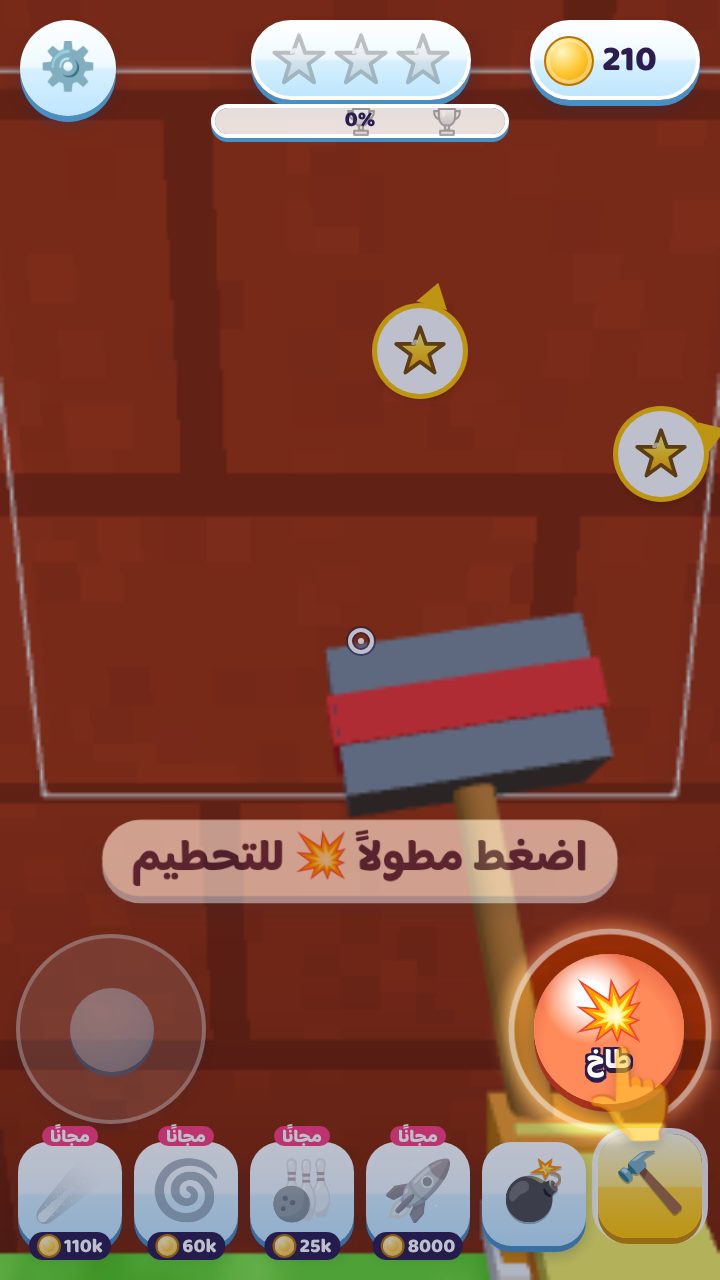 210
0%
اضغط مطولاً للتحطيم
طاخ
مجانًا
مجانًا
مجانًا
مجانًا
110k
60k
25k
8000